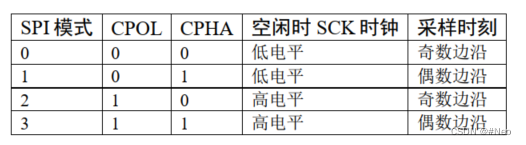 SPI 模式 CPOL CPHA 空闲时 SCK 时钟 采样时刻
0 0 0 低电平 奇数边沿
1 0 1 低电平 偶数边沿
2 1 0 高电平 奇数边沿
3 1 1 高电平 偶数边沿
CSDN @#Neo